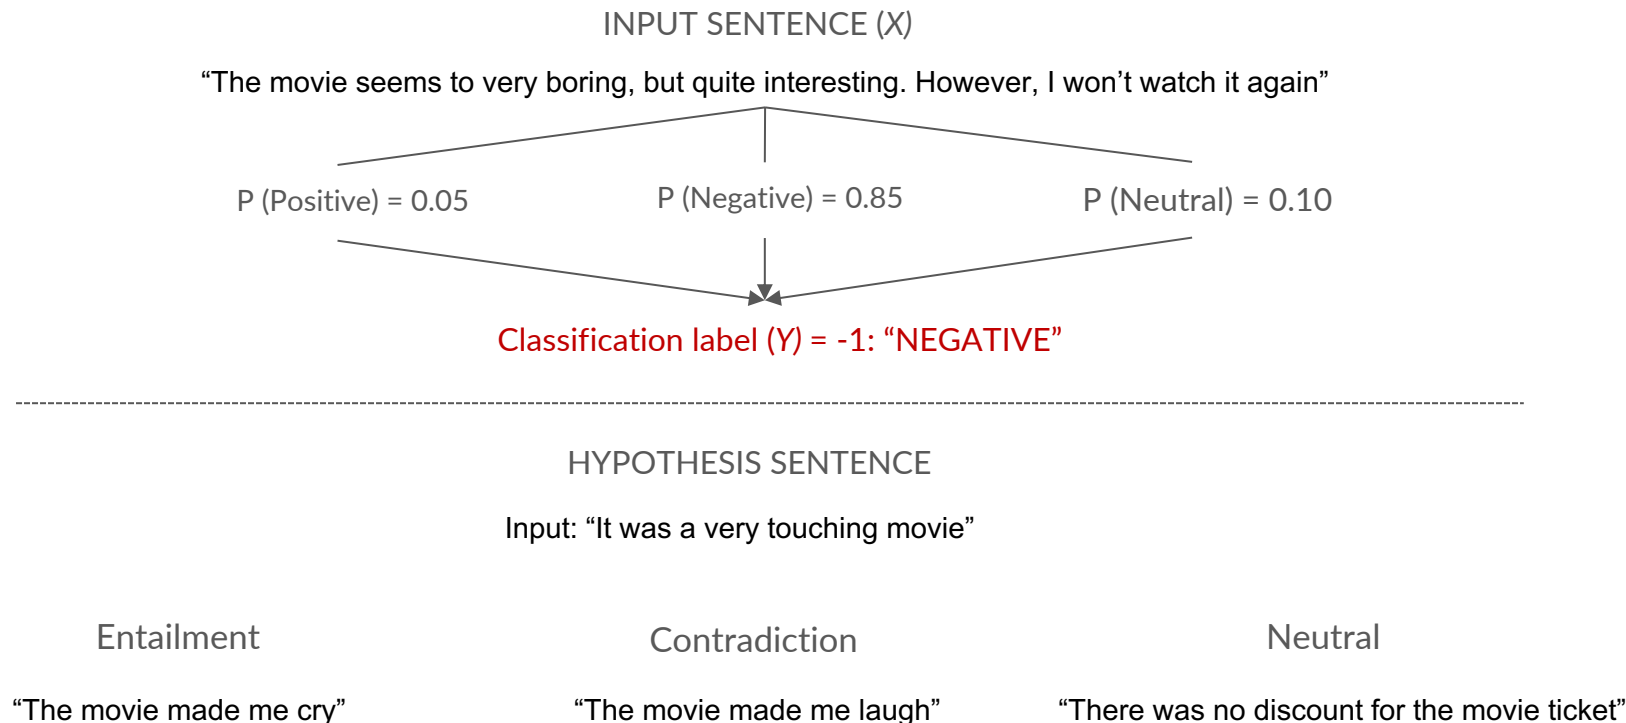 INPUT SENTENCE (X)
“The movie seems to very boring, but quite interesting. However, I won’t watch it again”
P (Positive) = 0.05
P (Negative) = 0.85
P (Neutral) = 0.10
Classification label (Y) = -1: “NEGATIVE”
HYPOTHESIS SENTENCE
Input: “It was a very touching movie”
Entailment
Contradiction
Neutral
“The movie made me cry”
“The movie made me laugh”
“There was no discount for the movie ticket”